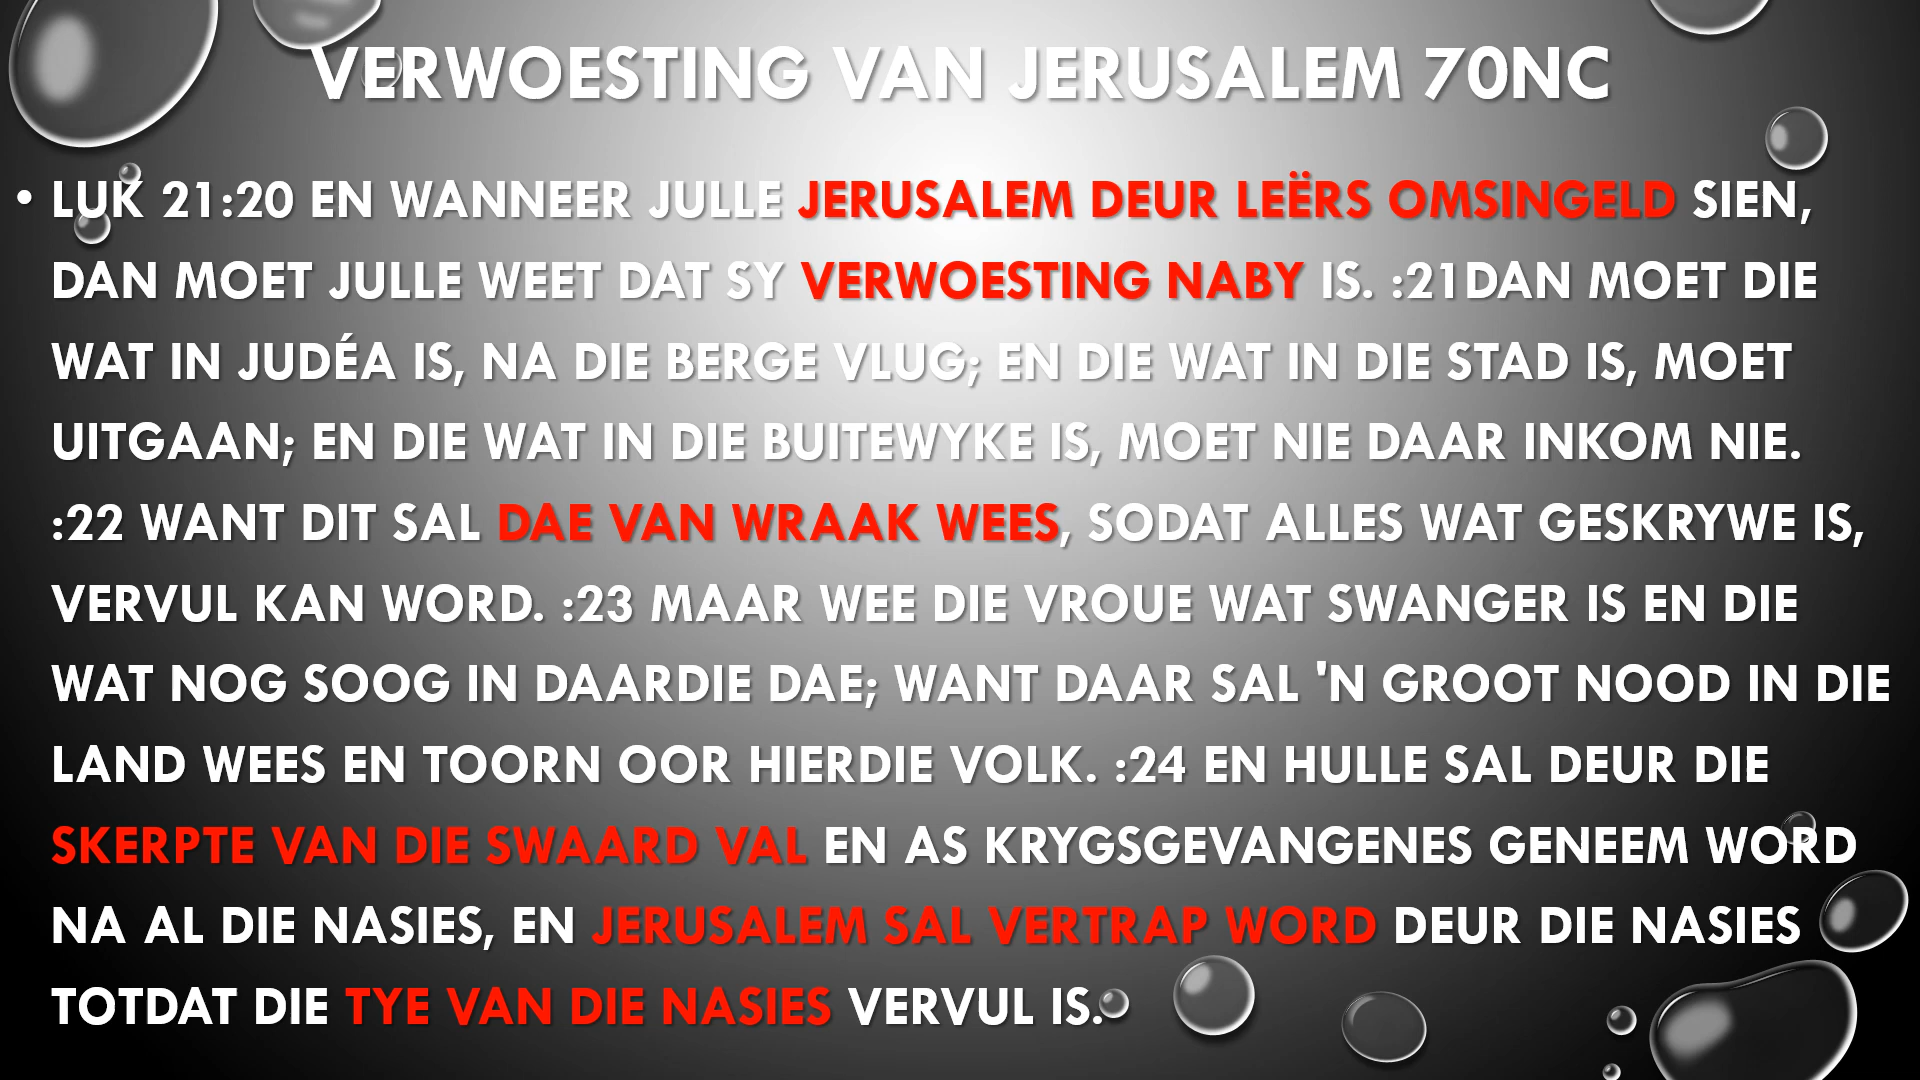 VERWOESTING VAN JERUSALEM 70NC
• LUK 21:20 EN WANNEER JULLE JERUSALEM DEUR LEËRS OMSINGELD SIEN,
DAN MOET JULLE WEET DAT SY VERWOESTING NABY IS. :21DAN MOET DIE
WAT IN JUDÉA IS, NA DIE BERGE VLUG; EN DIE WAT IN DIE STAD IS, MOET
UITGAAN; EN DIE WAT IN DIE BUITEWYKE IS, MOET NIE DAAR INKOM NIE.
:22 WANT DIT SAL DAE VAN WRAAK WEES, SODAT ALLES WAT GESKRYWE IS,
VERVUL KAN WORD. :23 MAAR WEE DIE VROUE WAT SWANGER IS EN DIE
WAT NOG SOOG IN DAARDIE DAE; WANT DAAR SAL 'N GROOT NOOD IN DIE
LAND WEES EN TOORN OOR HIERDIE VOLK. :24 EN HULLE SAL DEUR DIE
SKERPTE VAN DIE SWAARD VAL EN AS KRYGSGEVANGENES GENEEM WORD
NA AL DIE NASIES, EN JERUSALEM SAL VERTRAP WORD DEUR DIE NASIES
TOTDAT DIE TYE VAN DIE NASIES VERVUL IS.